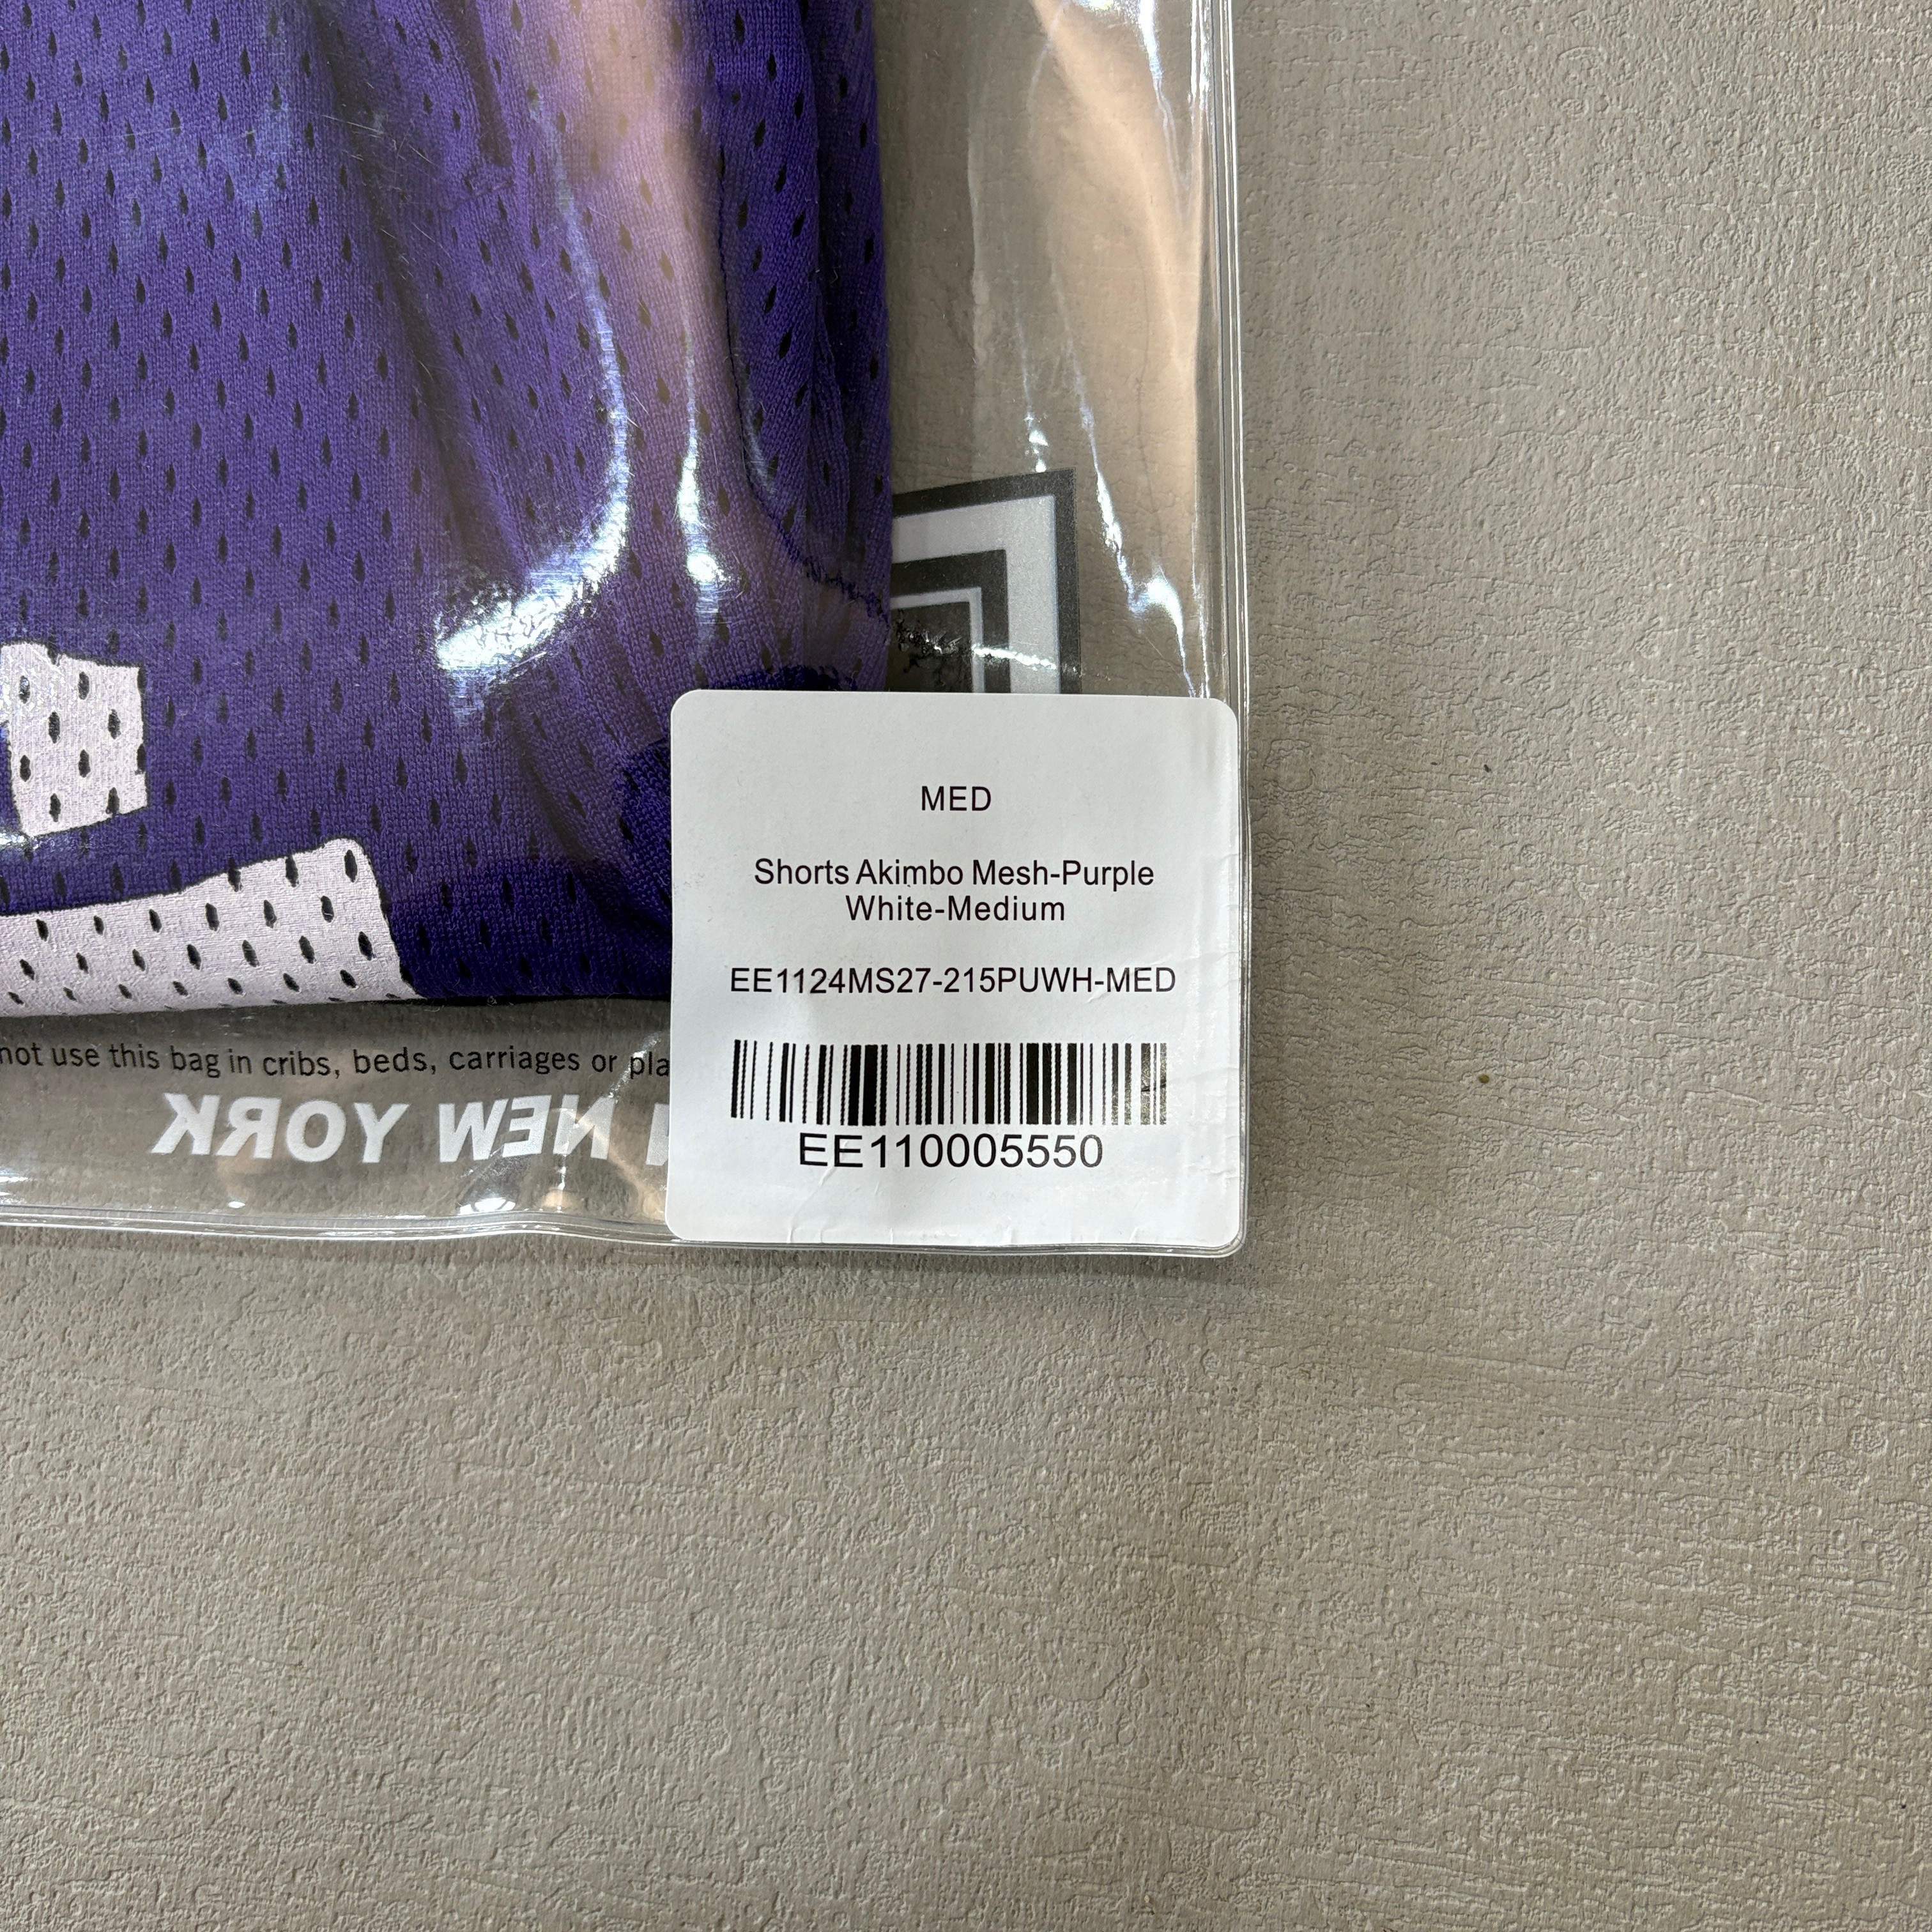 MED
Shorts Akimbo Mesh-Purple
White-Medium
EE1124MS27-215PUWH-MED
EE110005550
not use this bag in cribs, beds, carriages or
NEW YORK